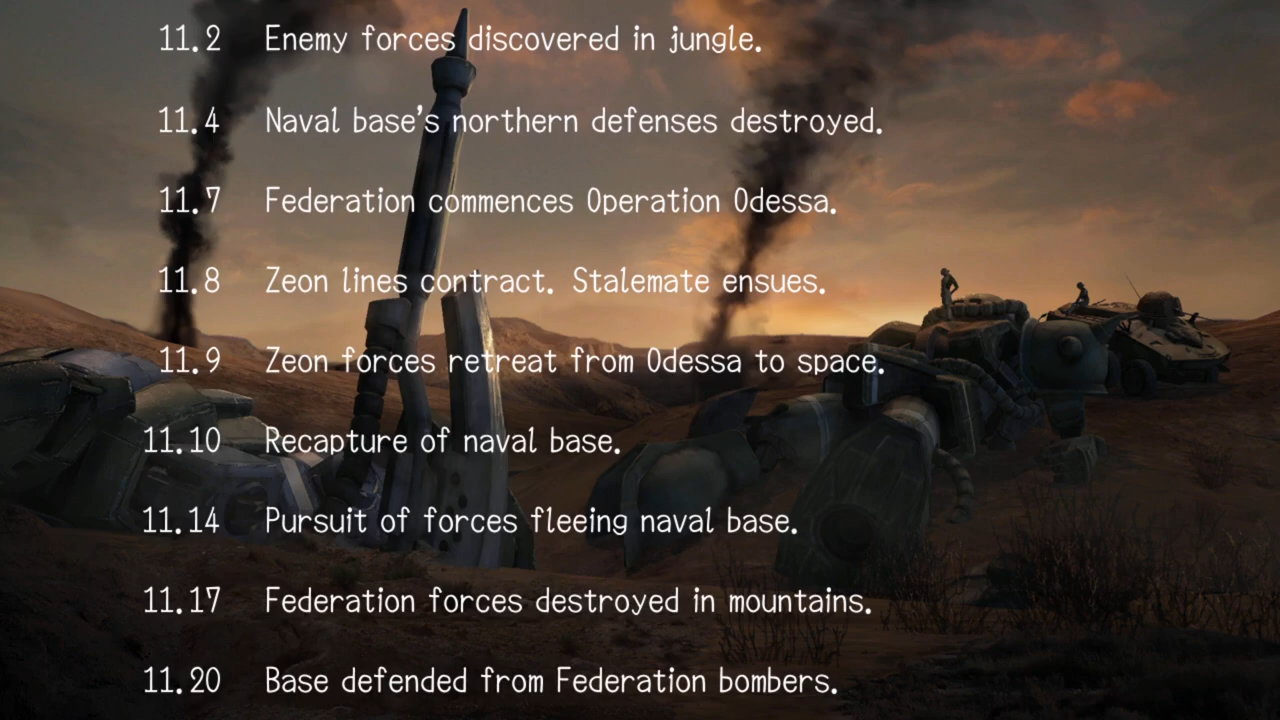 11.2 Enemy forces discovered in jungle.
11.4 Naval base's northern defenses destroyed.
11.7 Federation commences Operation Odessa.
11.8 Zeon lines contract. Stalemate ensues.
11.9 Zeon forces retreat from Odessa to space.
11.10 Recapture of naval base.
11.14 Pursuit of forces fleeing naval base.
11.17 Federation forces destroyed in mountains.
11.20 Base defended from Federation bombers.